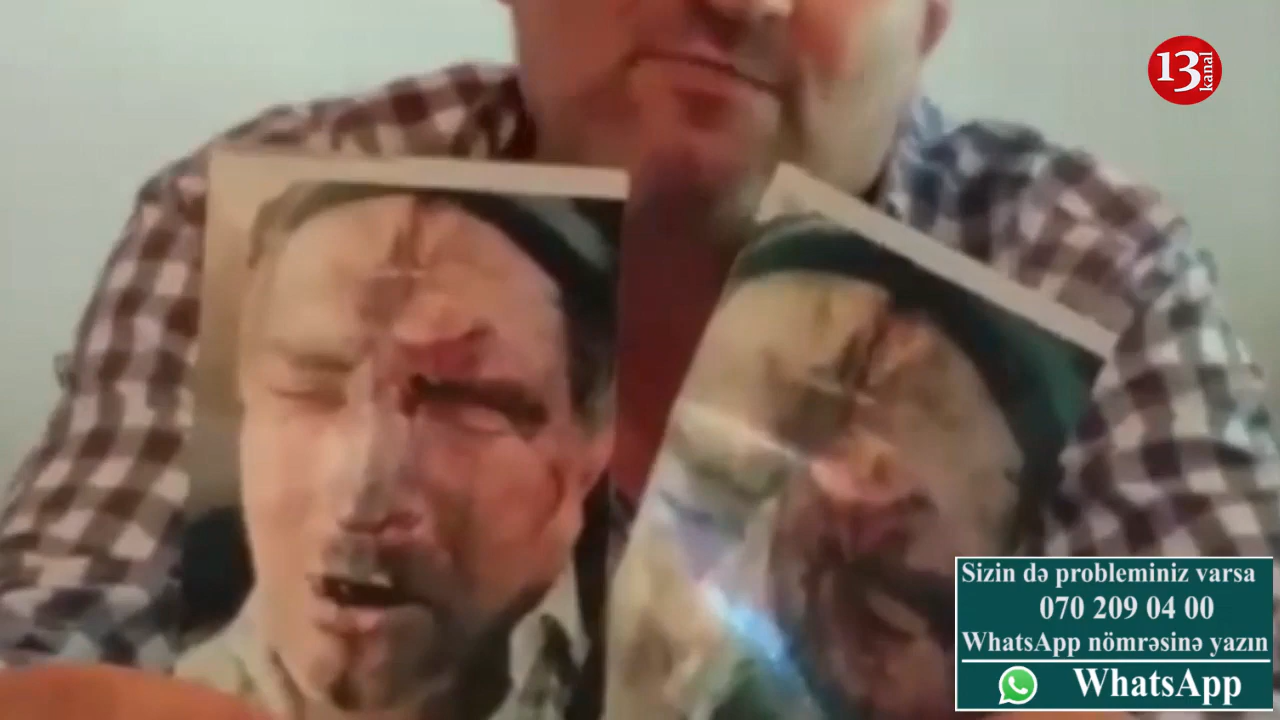 13 kanal
Sizin də probleminiz varsa
070 209 04 00
WhatsApp nömrəsinə yazın
WhatsApp